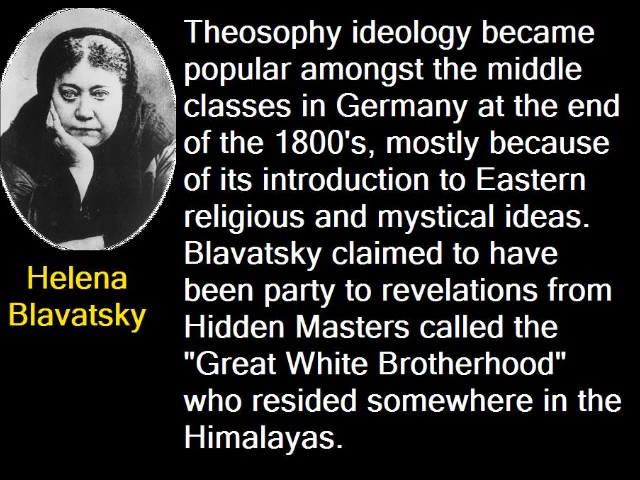 Theosophy ideology became
popular amongst the middle
classes in Germany at the end
of the 1800's, mostly because
of its introduction to Eastern
religious and mystical ideas.
Blavatsky claimed to have
been party to revelations from
Hidden Masters called the
"Great White Brotherhood"
who resided somewhere in the
Himalayas.
Helena
Blavatsky